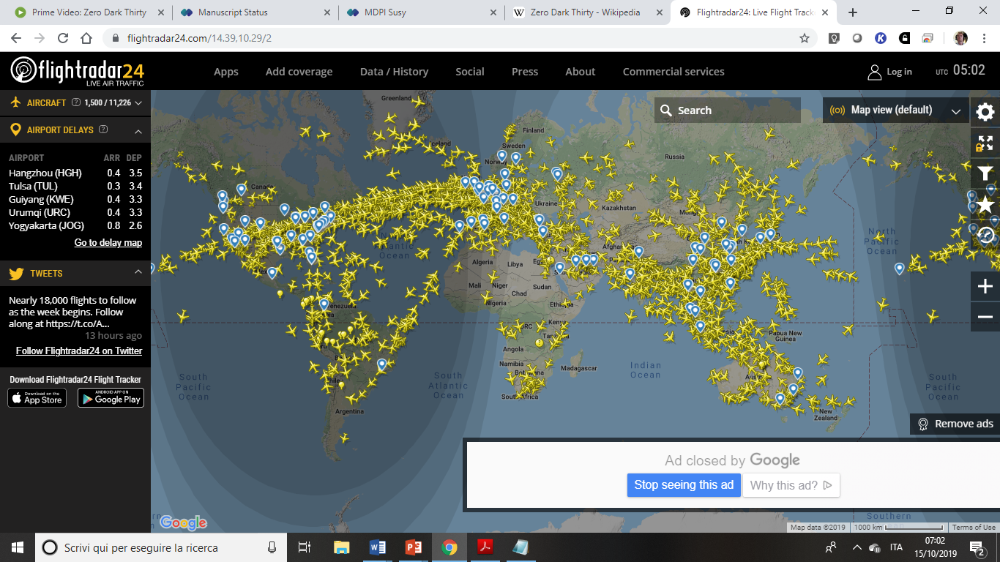 Prime Video: Zero Dark Thirty
Manuscript Status
MDPI Susy
Zero Dark Thirty - Wikipedia
Flightradar24: Live Flight Track
flightradar24.com/14.39,10.29/2
flightradar24
LIVE AIR TRAFFIC
Apps
Add coverage
Data / History
Social
Press
About
Commercial services
Log in
UTC 05:02
AIRCRAFT 1,500 / 11,226
AIRPORT DELAYS
AIRPORT ARR DEP
Hangzhou (HGH) 0.4 3.5
Tulsa (TUL) 0.3 3.4
Guiyang (KWE) 0.4 3.3
Urumqi (URC) 0.4 3.3
Yogyakarta (JOG) 0.8 2.6
Go to delay map
TWEETS
Nearly 18,000 flights to follow
as the week begins. Follow
along at https://t.co/A...
13 hours ago
Follow Flightradar24 on Twitter
Download Flightradar24 Flight Tracker
Download on the
App Store
ANDROID APP ON
Google Play
Search
Map view (default)
Greenland
Iceland
Finland
Sweden
Norway
Russia
Canada
Ukraine
Kazakhstan
North
Pacific
Ocean
Atlantic
Ocean
Algeria
Libya
Mali
Niger
Chad
Sudan
Nigeria
Ethiopia
Kenya
DRC
Angola
Namibia
Madagascar
South Africa
Indian
Ocean
Papua New
Guinea
New
Zealand
South
Pacific
Ocean
South
Atlantic
Ocean
Argentina
South
Pacific
Ocean
Remove ads
Ad closed by Google
Stop seeing this ad
Why this ad?
Southern
Google
Map data ©2019
1000 km
Terms of Use
Scrivi qui per eseguire la ricerca
ITA
07:02
15/10/2019
2